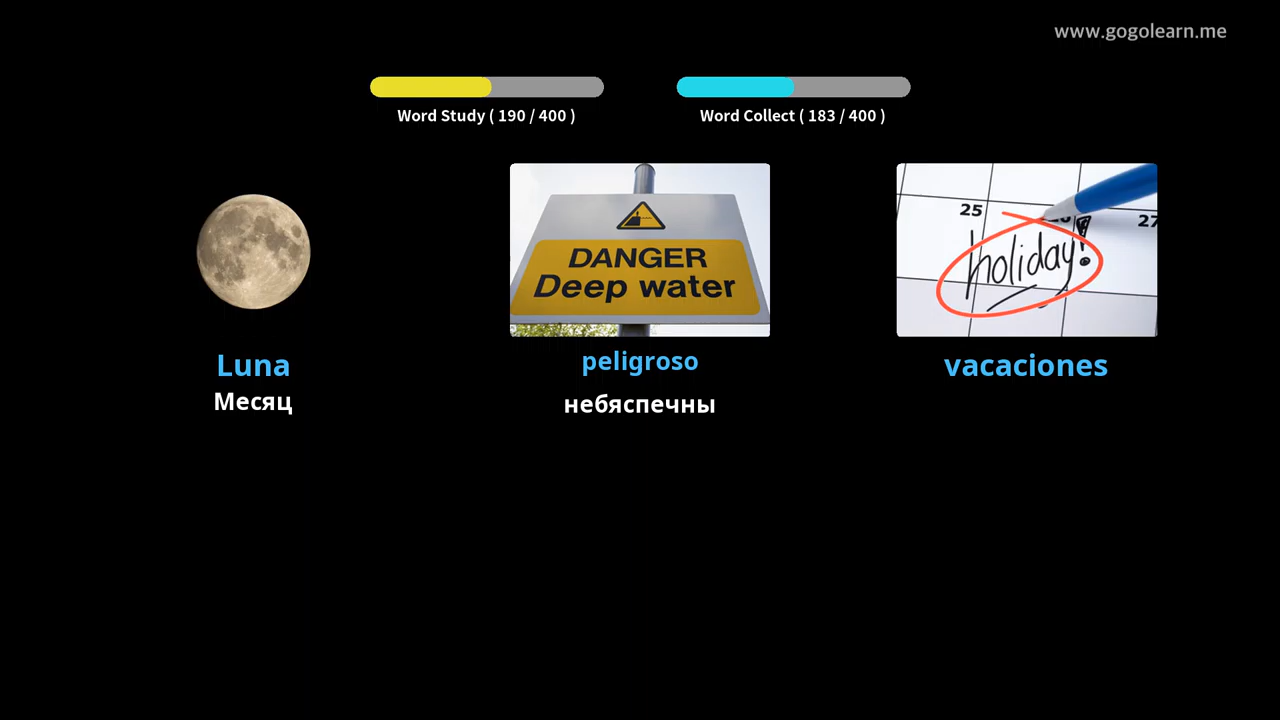 www.gogolearn.me
Word Study ( 190 / 400 )
Word Collect ( 183 / 400 )
DANGER
Deep water
25
27
holiday!
Luna
Месяц
peligroso
небяспечны
vacaciones